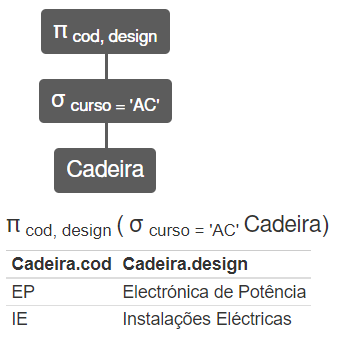 π cod, design
σ curso = 'AC'
Cadeira
π cod, design ( σ curso = 'AC' Cadeira)
Cadeira.cod Cadeira.design
EP Electrónica de Potência
IE Instalações Eléctricas